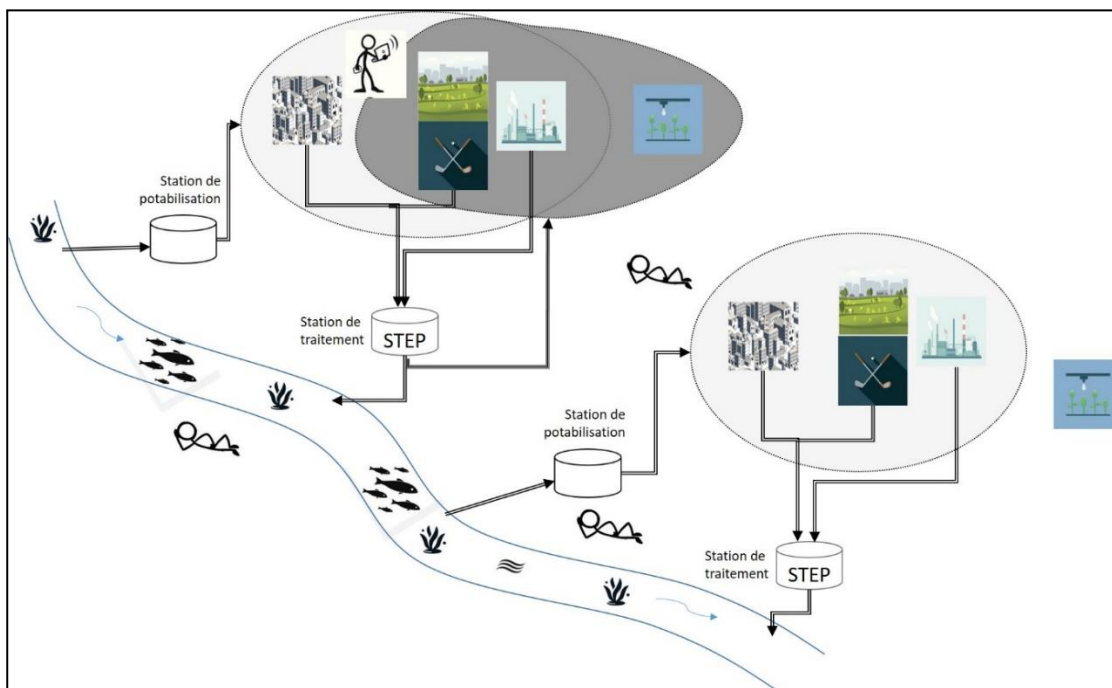 Station de
potabilisation
Station de
traitement
STEP
Station de
potabilisation
Station de
traitement
STEP